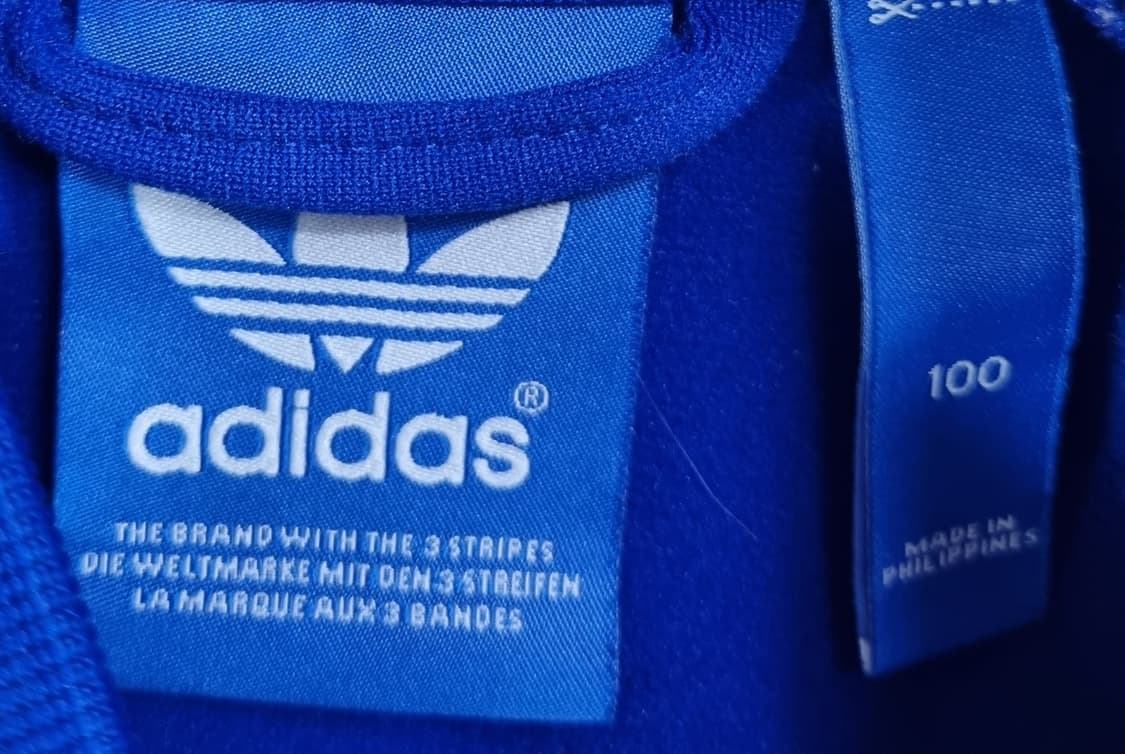 adidas®
THE BRAND WITH THE 3 STRIPES
DIE WELTMARKE MIT DEN 3 STREIFEN
LA MARQUE AUX 3 BANDES
100
MADE IN
PHILIPPINES